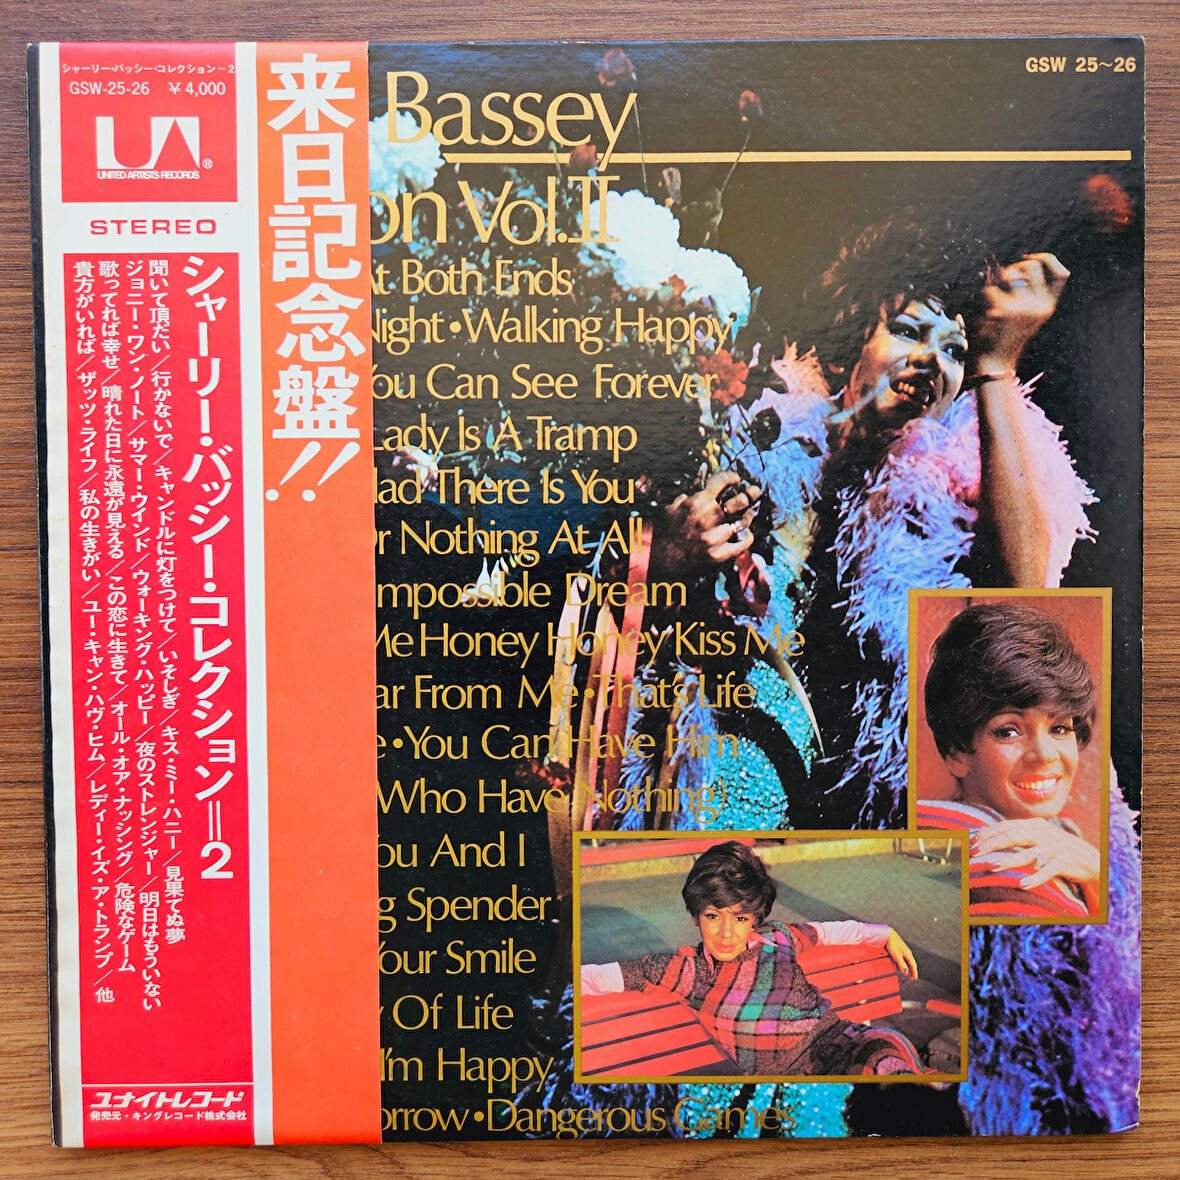 シャーリー・バッシー・コレクション=2
GSW-25-26 ¥4,000
UA
UNITED ARTISTS RECORDS®
STEREO
シャーリー・バッシー・コレクション=2
聞いて頂だい/行かないで/キャンドルに灯をつけて/いそしぎ/キス・ミー・ハニー/見果てぬ夢
ジョニー・ワン・ノート/サマー・ウインド/ウォーキング・ハッピー/夜のストレンジャー/明日はもういない
歌ってれば幸せ/晴れた日に永遠が見える/この恋に生きて/オール・オア・ナッシング/危険なゲーム
貴方がいれば/ザッツ・ライフ/私の生きがい/ユー・キャン・ハヴ・ヒム/レディー・イズ・ア・トランプ/他
ユナイトレコード
発売元・キングレコード株式会社
来日記念盤!!
GSW 25~26
Bassey
on Vol.II
At Both Ends
Night•Walking Happy
You Can See Forever
Lady Is A Tramp
Had There Is You
Or Nothing At All
Impossible Dream
Me Honey Honey Kiss Me
ar From Me•That's Life
e•You Can Have Him
(Who Have Nothing)
You And I
g Spender
Your Smile
y Of Life
I'm Happy
orrow•Dangerous Games